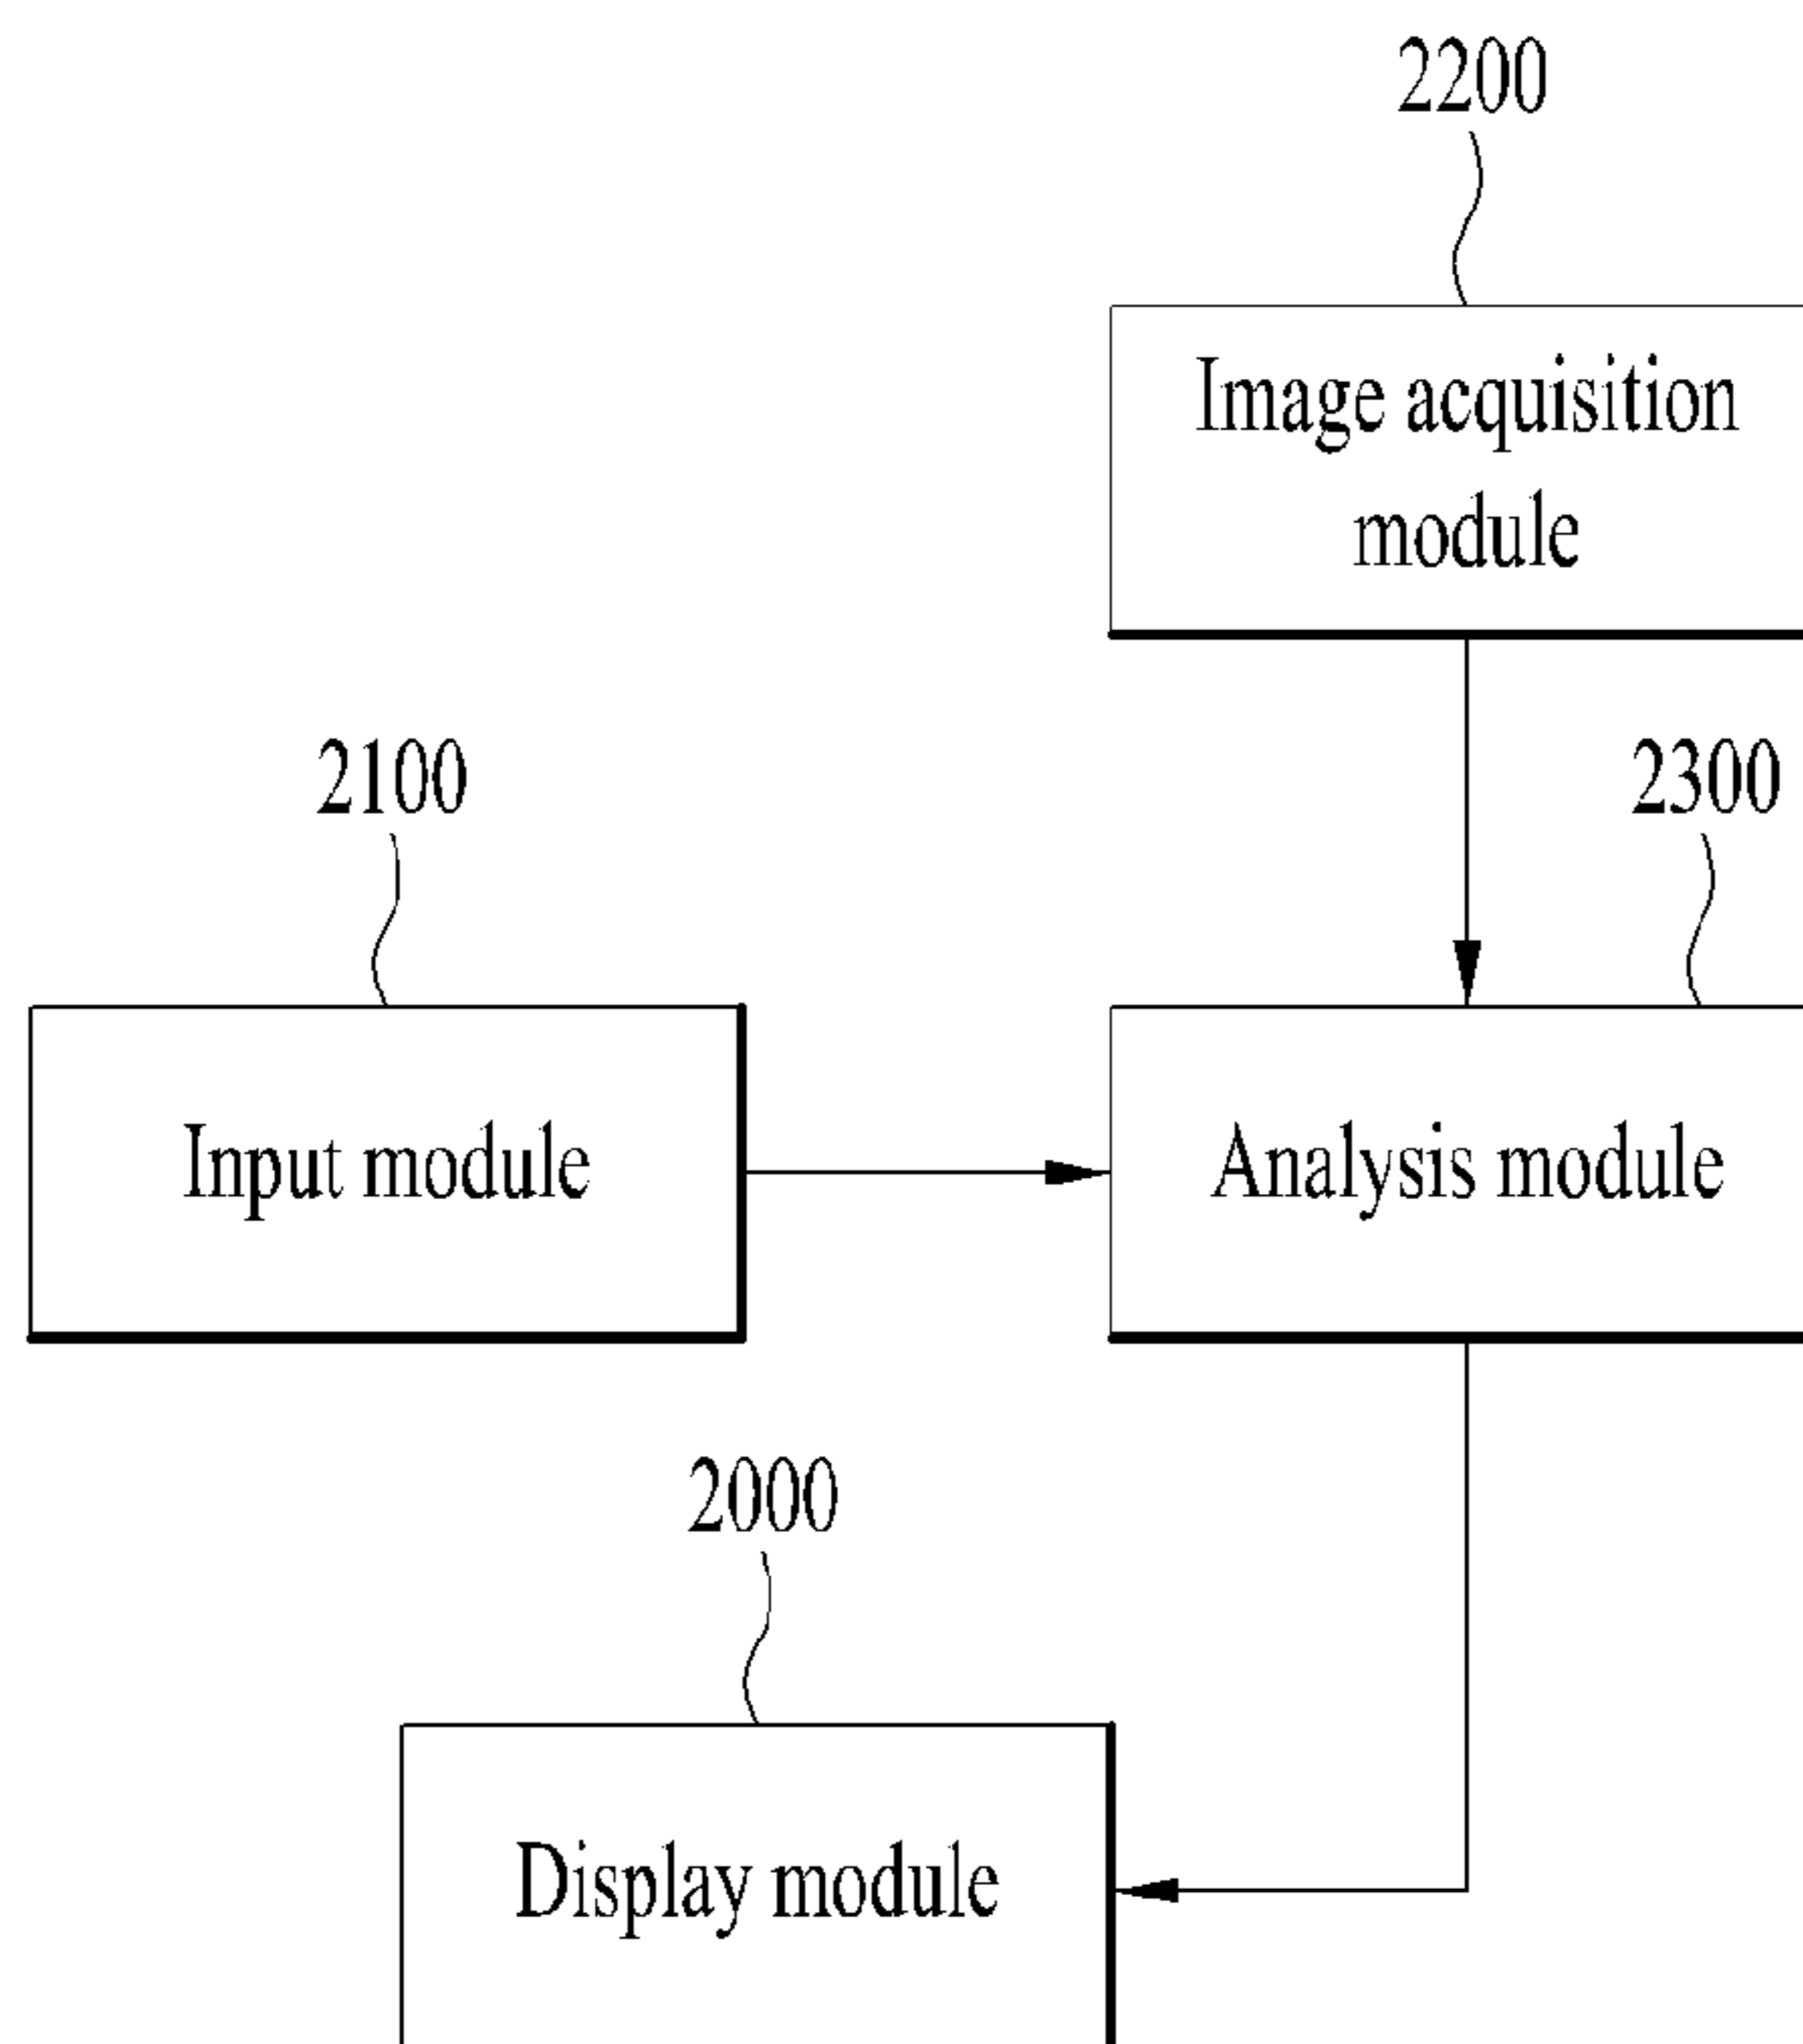 2200
Image acquisition
module
2100
2300
Input module
Analysis module
2000
Display module